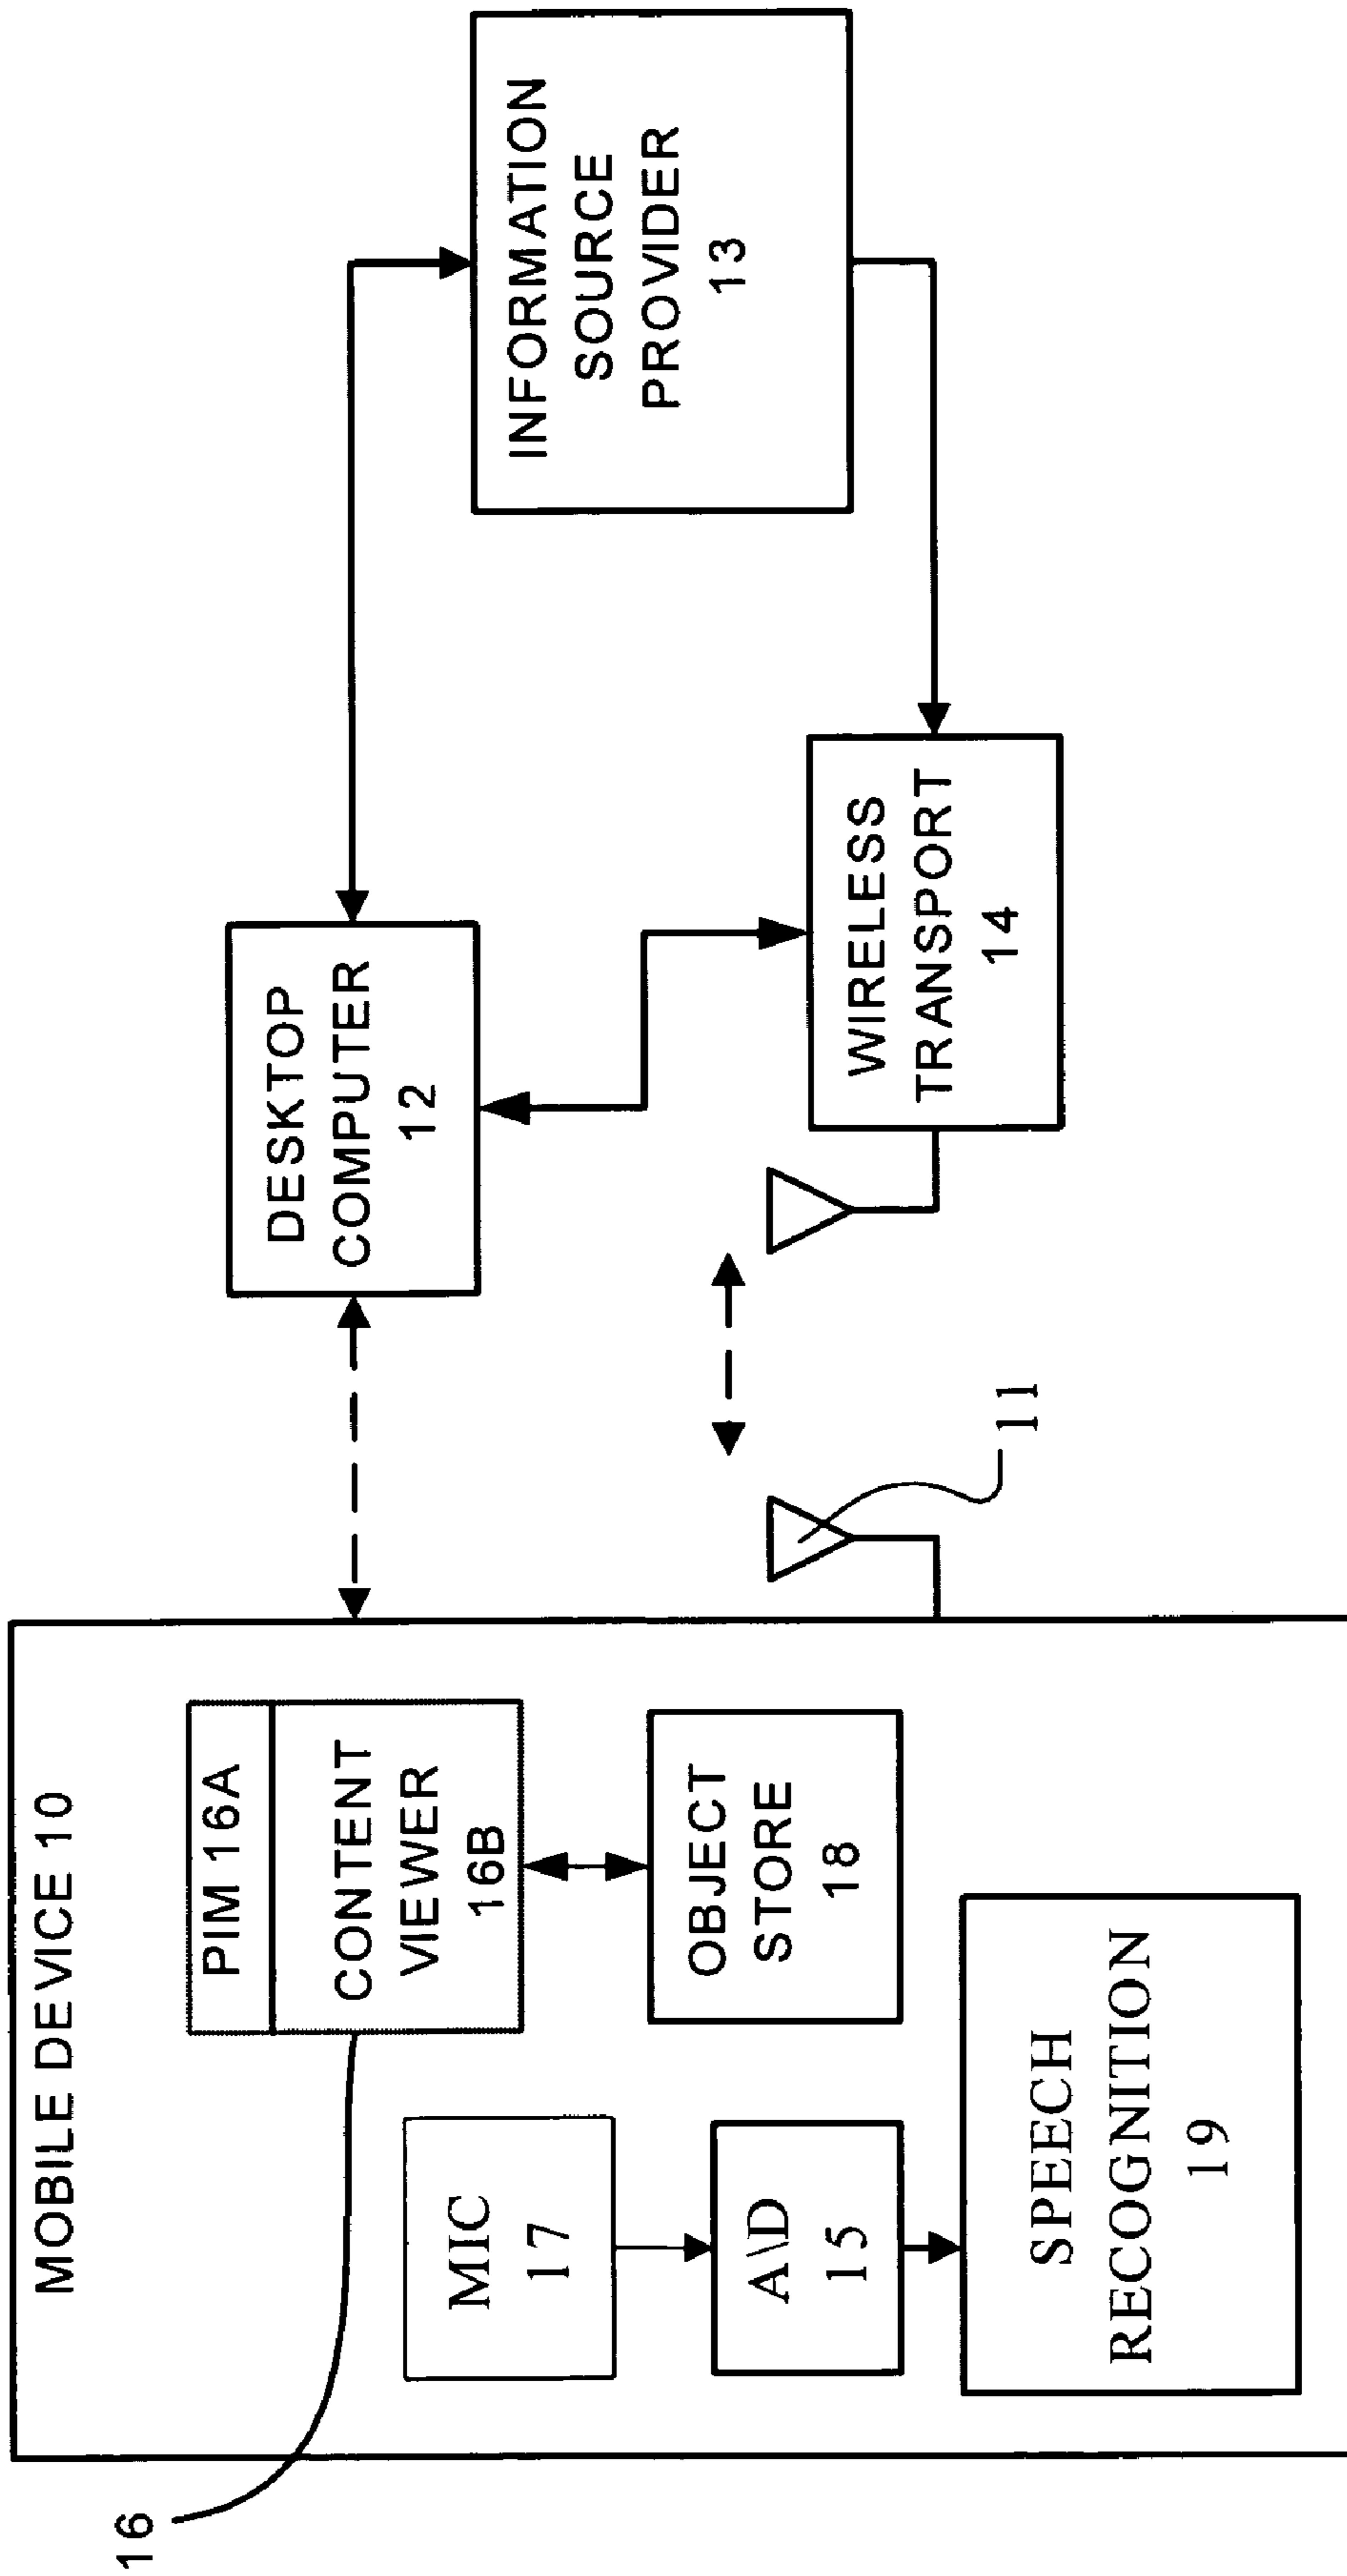 MOBILE DEVICE 10
PIM 16A
CONTENT
VIEWER
16B
16
MIC
17
A\D
15
OBJECT
STORE
18
SPEECH
RECOGNITION
19
11
DESKTOP
COMPUTER
12
WIRELESS
TRANSPORT
14
INFORMATION
SOURCE
PROVIDER
13